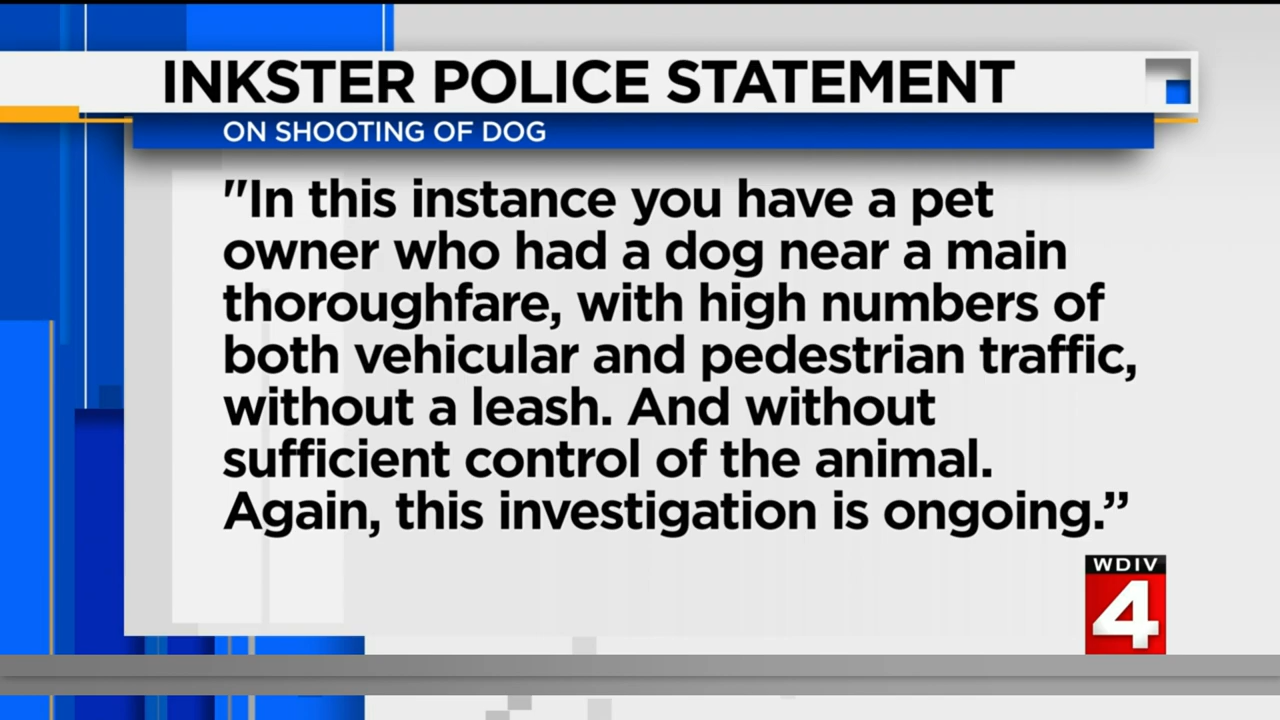 INKSTER POLICE STATEMENT
ON SHOOTING OF DOG
"In this instance you have a pet
owner who had a dog near a main
thoroughfare, with high numbers of
both vehicular and pedestrian traffic,
without a leash. And without
sufficient control of the animal.
Again, this investigation is ongoing.”
WDIV
4